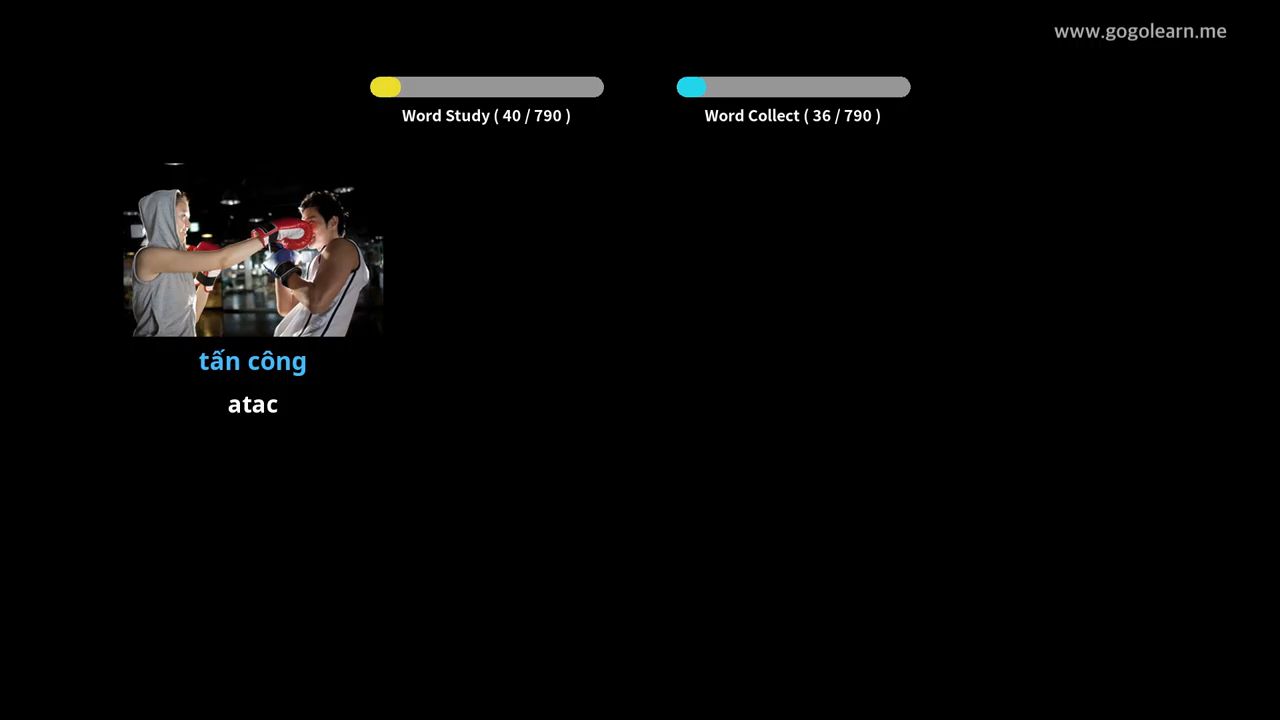 www.gogolearn.me
Word Study ( 40 / 790 )
Word Collect ( 36 / 790 )
tấn công
atac